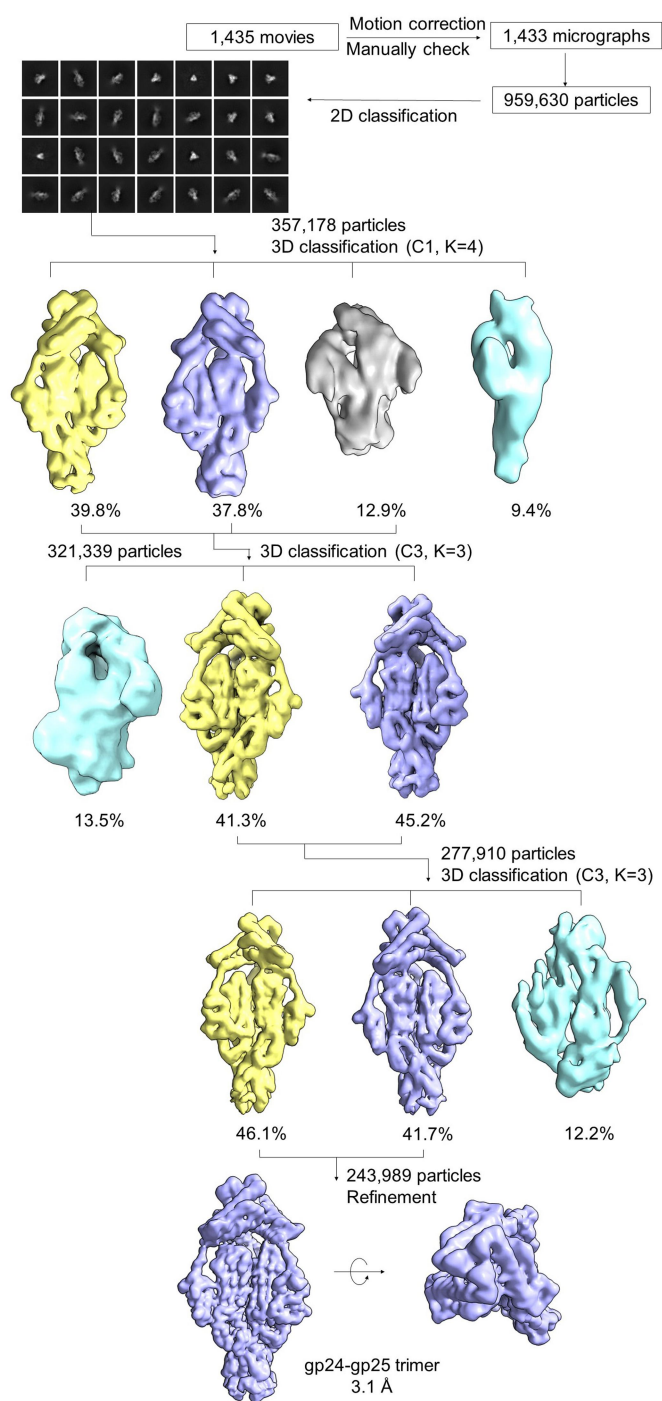 1,435 movies
Motion correction
Manually check
1,433 micrographs
959,630 particles
2D classification
357,178 particles
3D classification (C1, K=4)
39.8%
37.8%
12.9%
9.4%
321,339 particles
3D classification (C3, K=3)
13.5%
41.3%
45.2%
277,910 particles
3D classification (C3, K=3)
46.1%
41.7%
12.2%
243,989 particles
Refinement
gp24-gp25 trimer
3.1 Å